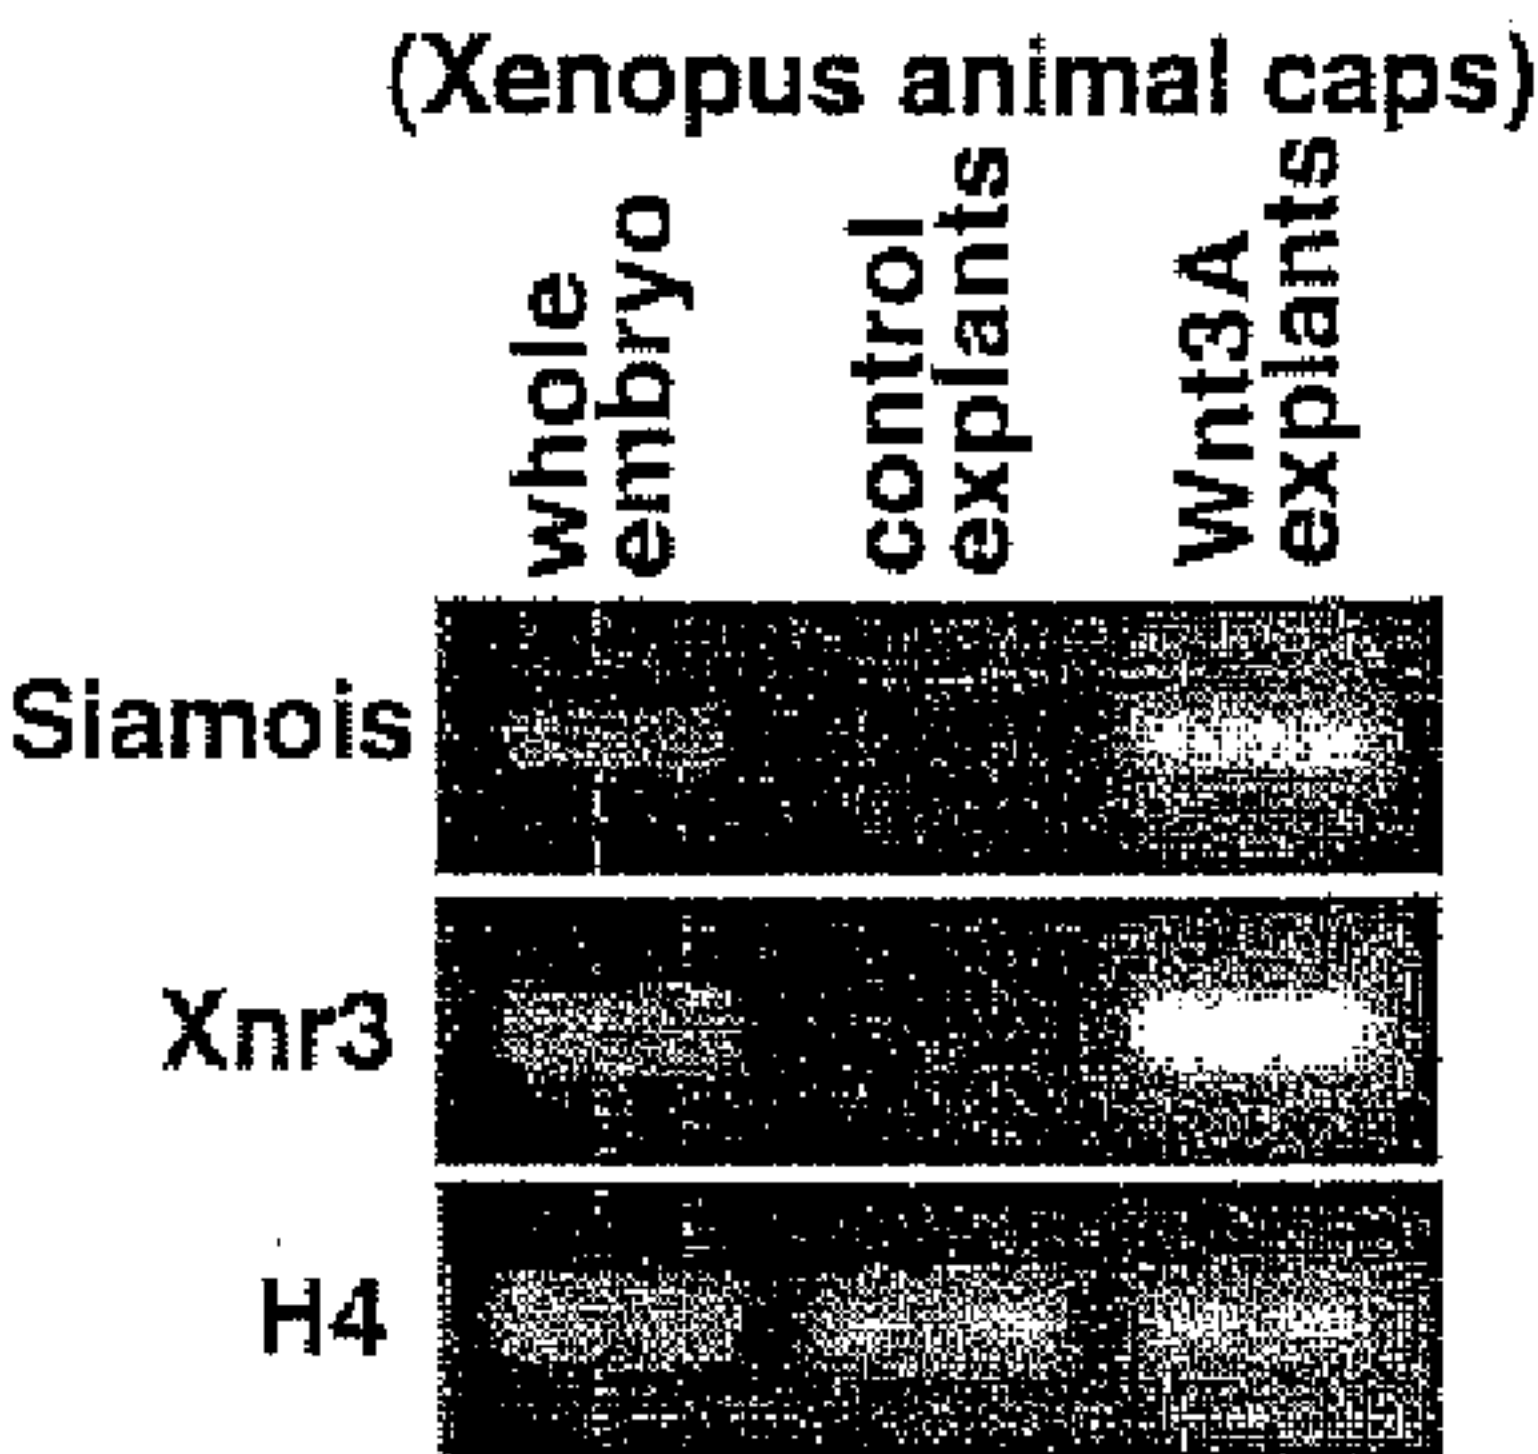 (Xenopus animal caps)
whole
embryo
control
explants
Wnt3A
explants
Siamois
Xnr3
H4